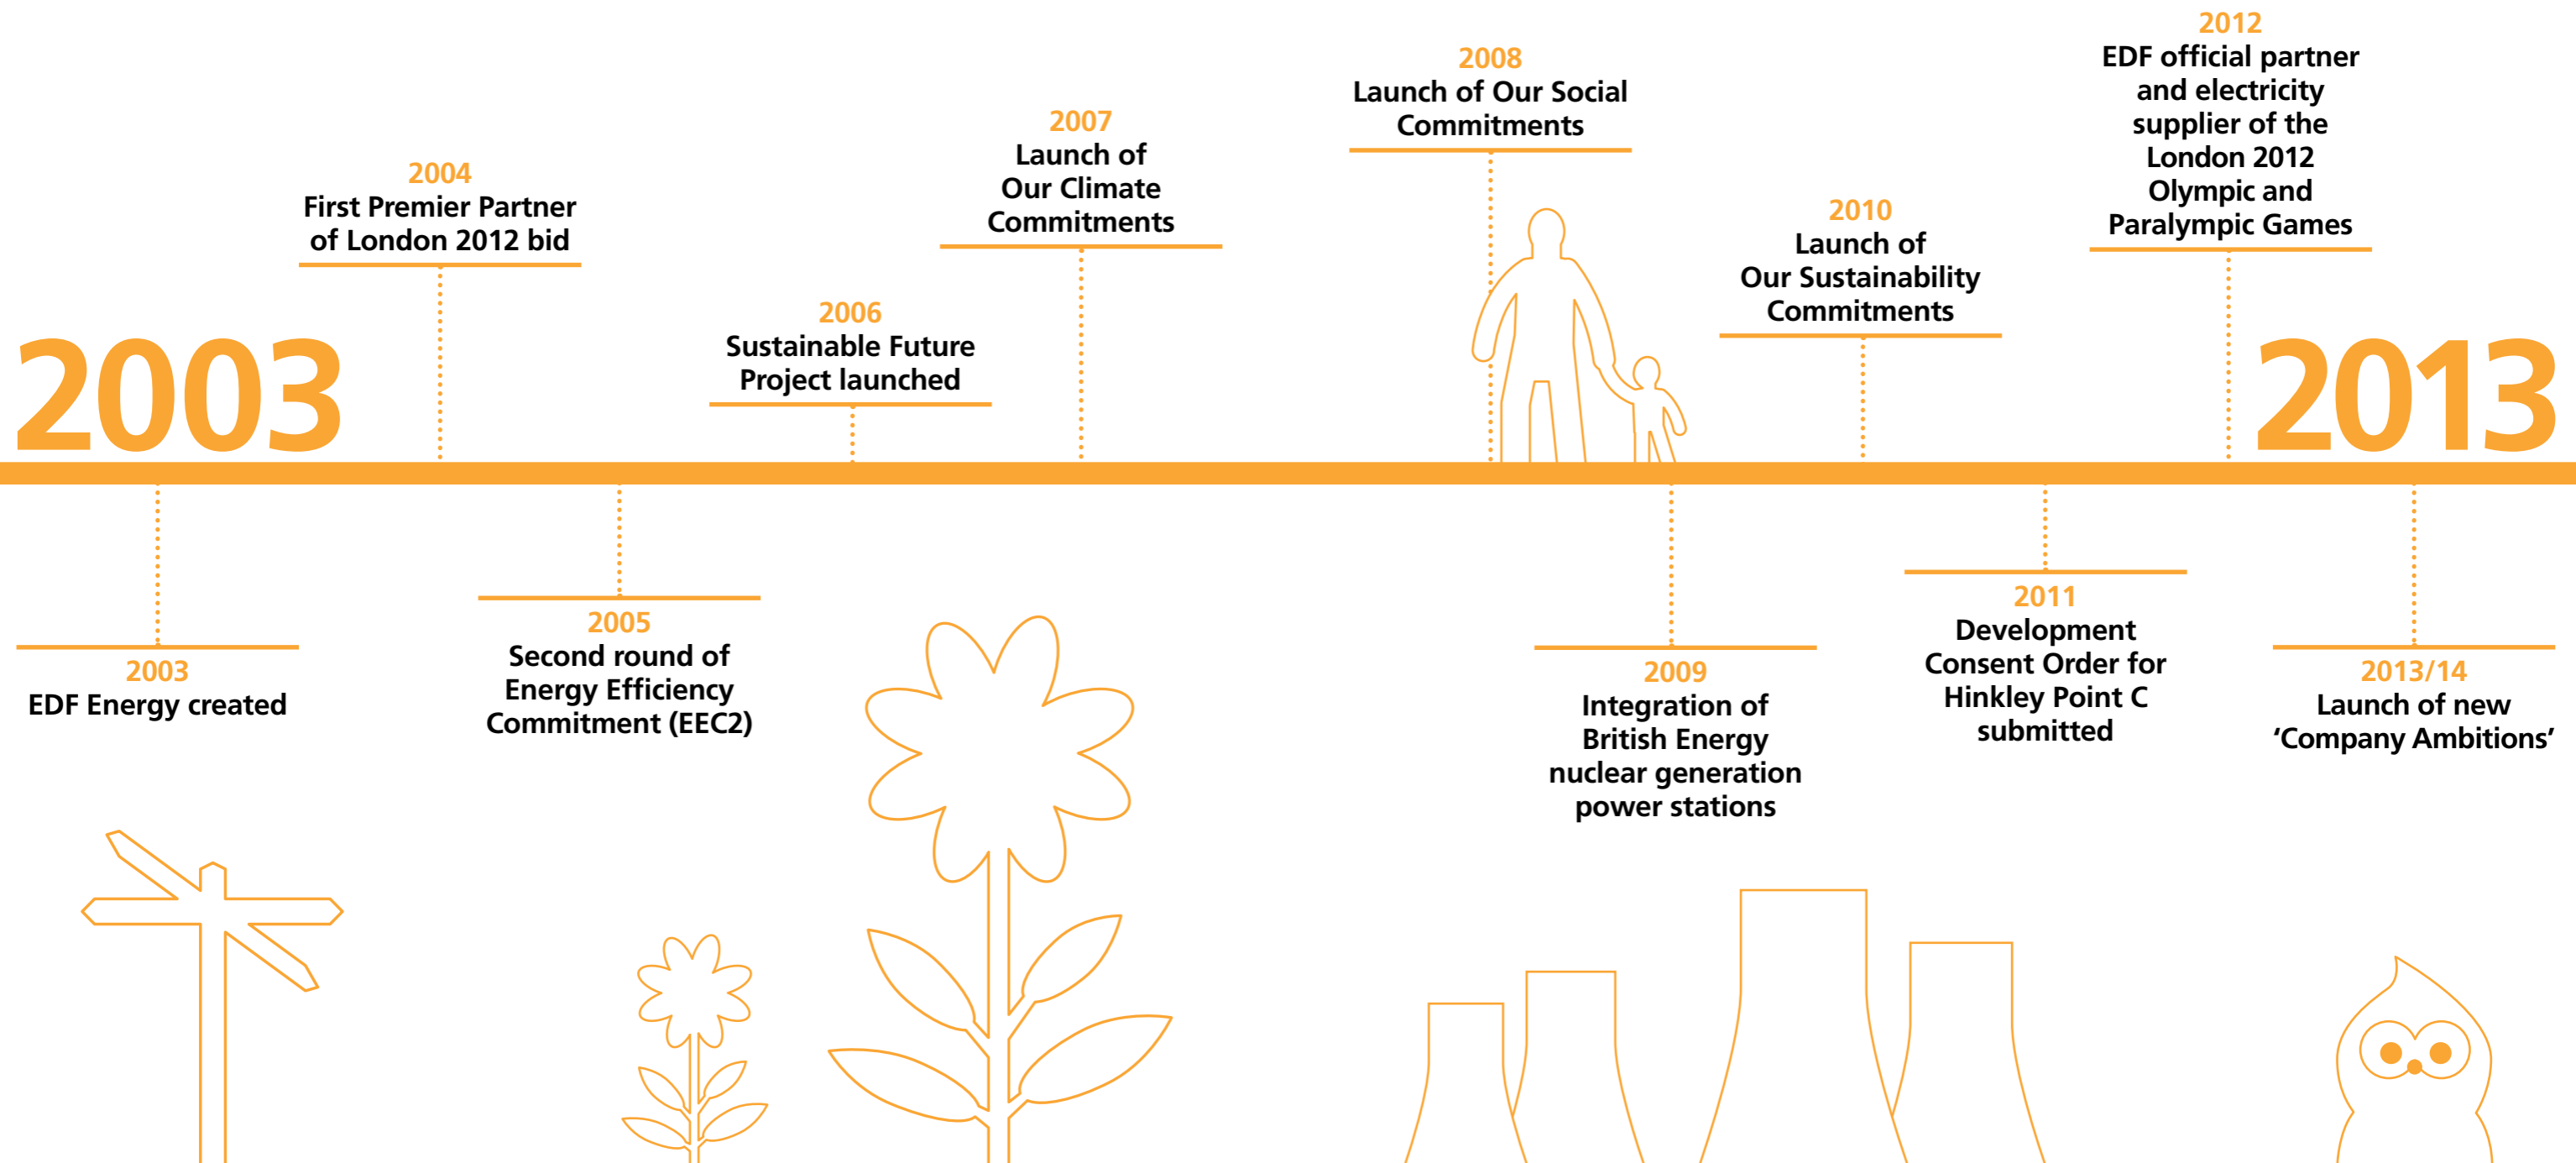 2003
2013
2003
EDF Energy created
2004
First Premier Partner
of London 2012 bid
2005
Second round of
Energy Efficiency
Commitment (EEC2)
2006
Sustainable Future
Project launched
2007
Launch of
Our Climate
Commitments
2008
Launch of Our Social
Commitments
2009
Integration of
British Energy
nuclear generation
power stations
2010
Launch of
Our Sustainability
Commitments
2011
Development
Consent Order for
Hinkley Point C
submitted
2012
EDF official partner
and electricity
supplier of the
London 2012
Olympic and
Paralympic Games
2013/14
Launch of new
‘Company Ambitions’